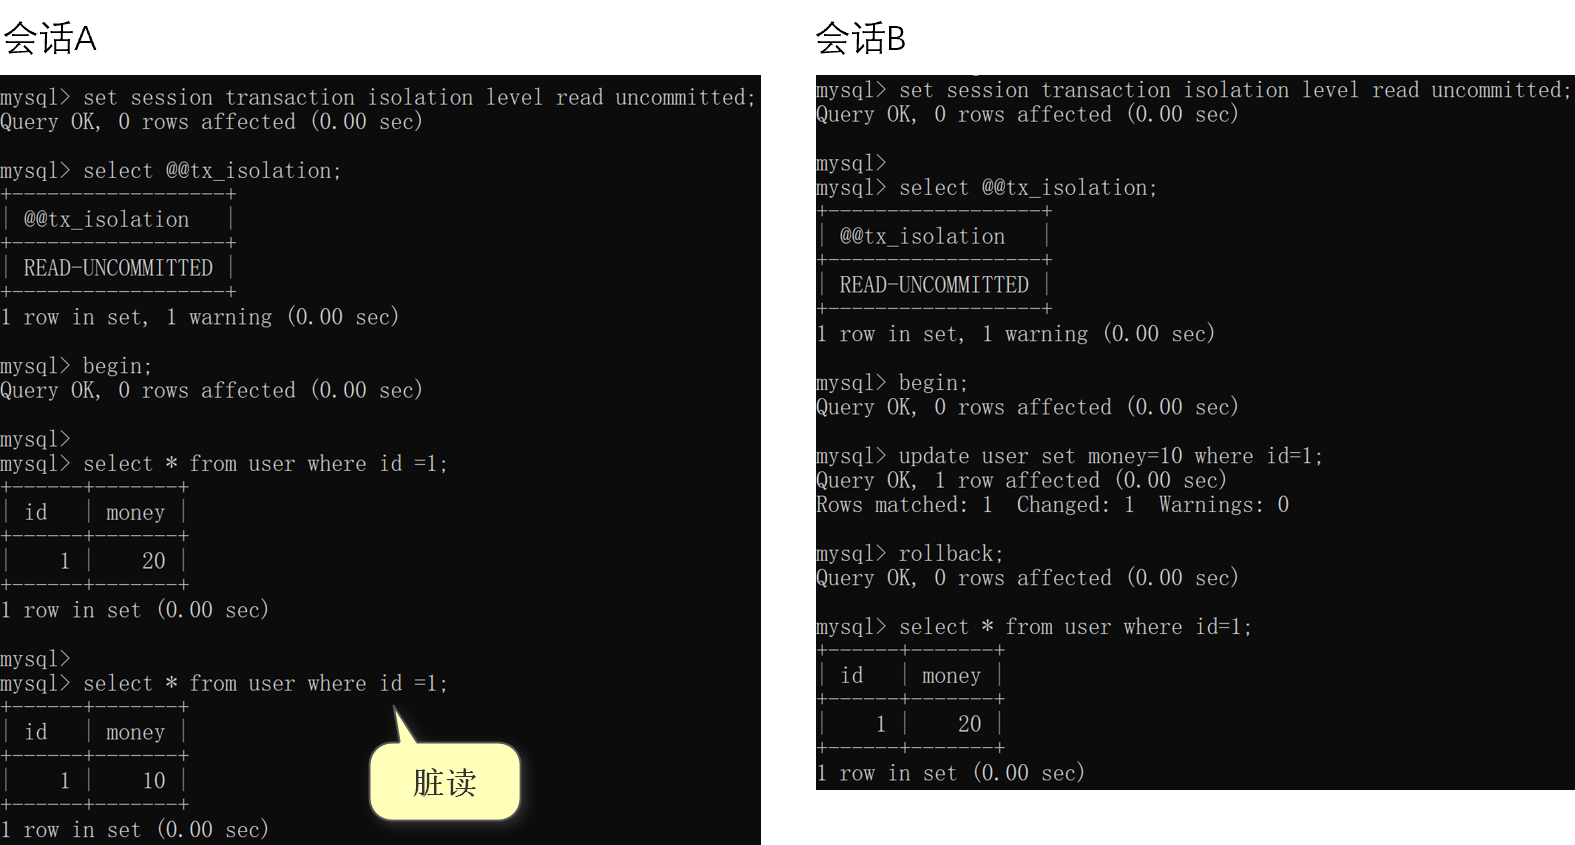 会话A
mysql> set session transaction isolation level read uncommitted;
Query OK, 0 rows affected (0.00 sec)
mysql> select @@tx_isolation;
+------------------+
| @@tx_isolation   |
+------------------+
| READ-UNCOMMITTED |
+------------------+
1 row in set, 1 warning (0.00 sec)
mysql> begin;
Query OK, 0 rows affected (0.00 sec)
mysql>
mysql> select * from user where id =1;
+------+-------+
| id   | money |
+------+-------+
|    1 |    20 |
+------+-------+
1 row in set (0.00 sec)
mysql>
mysql> select * from user where id =1;
+------+-------+
| id   | money |
+------+-------+
|    1 |    10 |
+------+-------+
1 row in set (0.00 sec)
脏读
会话B
mysql> set session transaction isolation level read uncommitted;
Query OK, 0 rows affected (0.00 sec)
mysql>
mysql> select @@tx_isolation;
+------------------+
| @@tx_isolation   |
+------------------+
| READ-UNCOMMITTED |
+------------------+
1 row in set, 1 warning (0.00 sec)
mysql> begin;
Query OK, 0 rows affected (0.00 sec)
mysql> update user set money=10 where id=1;
Query OK, 1 row affected (0.00 sec)
Rows matched: 1  Changed: 1  Warnings: 0
mysql> rollback;
Query OK, 0 rows affected (0.00 sec)
mysql> select * from user where id=1;
+------+-------+
| id   | money |
+------+-------+
|    1 |    20 |
+------+-------+
1 row in set (0.00 sec)